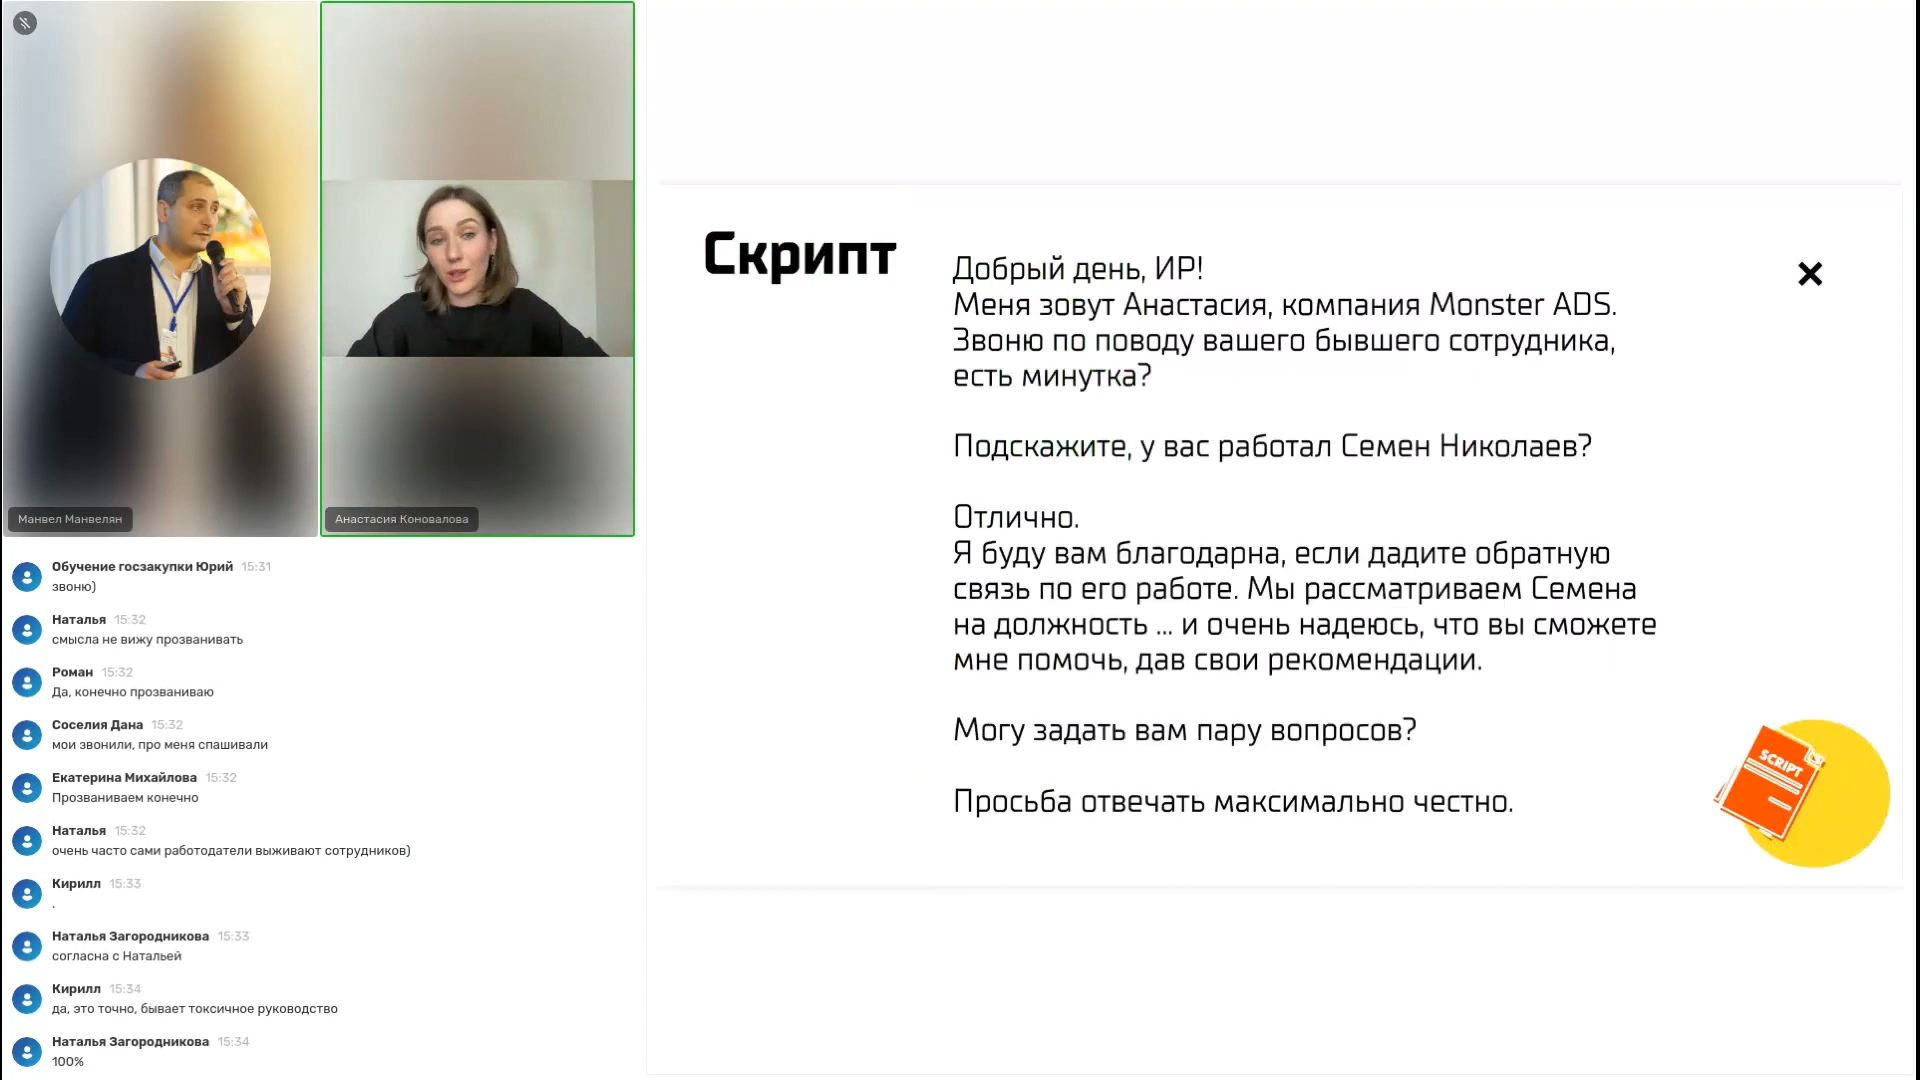 Манвел Манвелян
Анастасия Коновалова
Обучение госзакупки Юрий 15:31
звоню)
Наталья 15:32
смысла не вижу прозванивать
Роман 15:32
Да, конечно прозваниваю
Соселия Дана 15:32
мои звонили, про меня спашивали
Екатерина Михайлова 15:32
Прозваниваем конечно
Наталья 15:32
очень часто сами работодатели выживают сотрудников)
Кирилл 15:33
.
Наталья Загородникова 15:33
согласна с Натальей
Кирилл 15:34
да, это точно, бывает токсичное руководство
Наталья Загородникова 15:34
100%
Скрипт
Добрый день, ИР!
Меня зовут Анастасия, компания Monster ADS.
Звоню по поводу вашего бывшего сотрудника,
есть минутка?
Подскажите, у вас работал Семен Николаев?
Отлично.
Я буду вам благодарна, если дадите обратную
связь по его работе. Мы рассматриваем Семена
на должность ... и очень надеюсь, что вы сможете
мне помочь, дав свои рекомендации.
Могу задать вам пару вопросов?
Просьба отвечать максимально честно.
SCRIPT